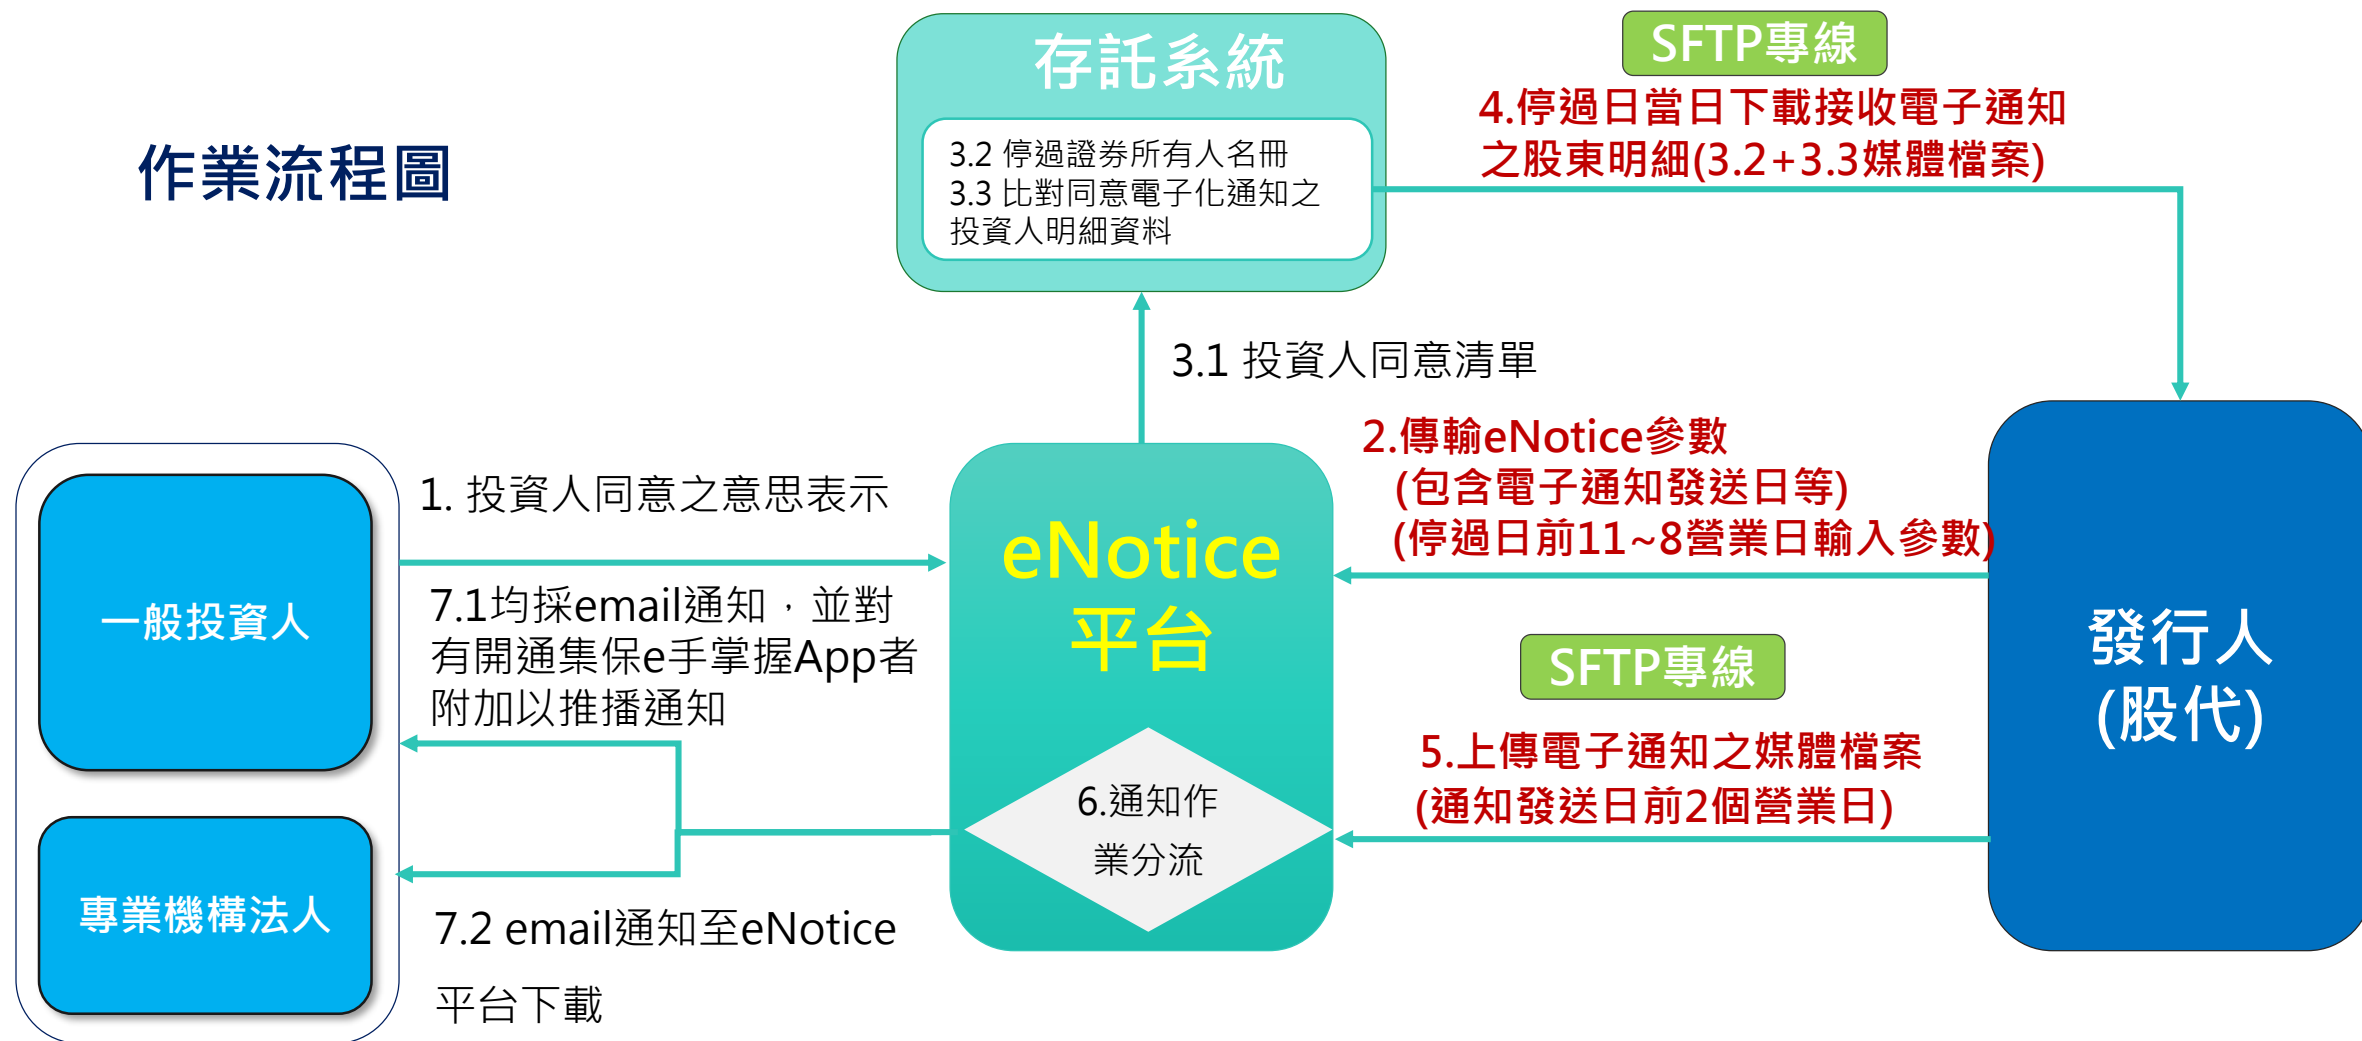 作業流程圖
存託系統
3.2 停過證券所有人名冊
3.3 比對同意電子化通知之
投資人明細資料
SFTP專線
4.停過日當日下載接收電子通知
之股東明細(3.2+3.3媒體檔案)
3.1 投資人同意清單
2.傳輸eNotice參數
(包含電子通知發送日等)
(停過日前11~8營業日輸入參數)
1. 投資人同意之意思表示
一般投資人
7.1均採email通知，並對
有開通集保e手掌握App者
附加以推播通知
eNotice
平台
SFTP專線
發行人
(股代)
5.上傳電子通知之媒體檔案
(通知發送日前2個營業日)
6.通知作
業分流
專業機構法人
7.2 email通知至eNotice
平台下載